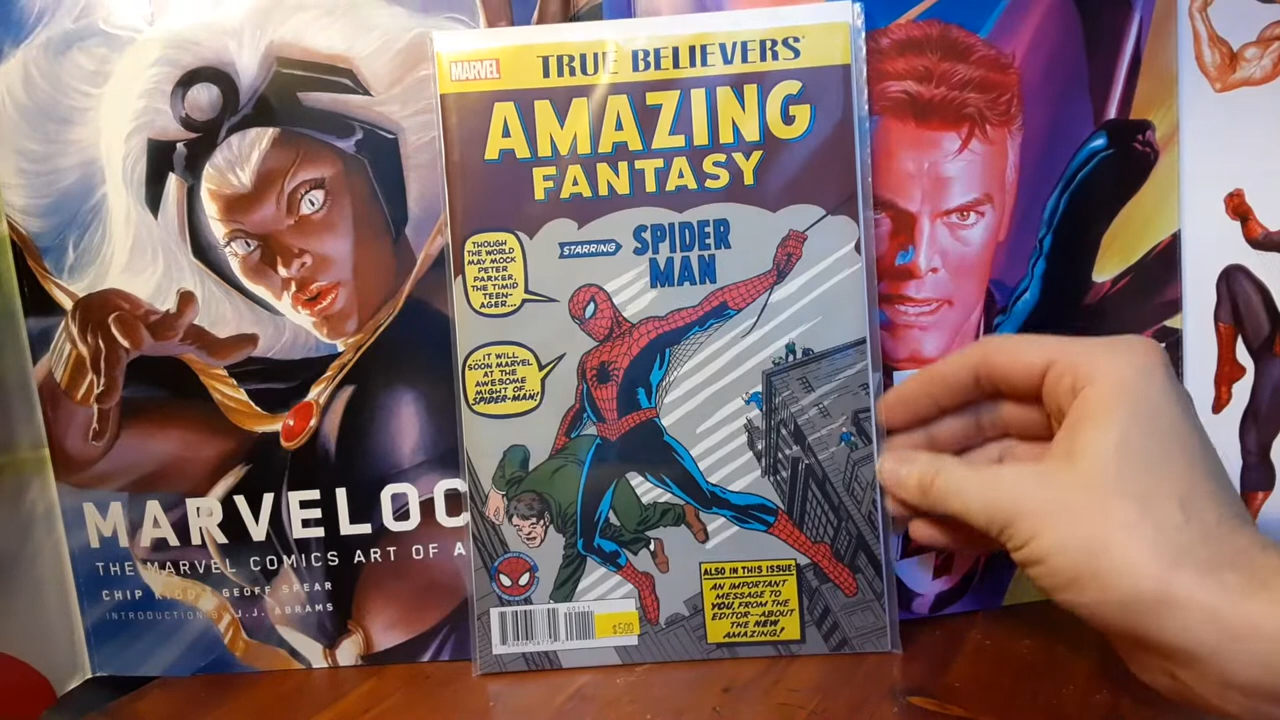 MARVEL
TRUE BELIEVERS
AMAZING
FANTASY
STARRING
SPIDER
MAN
THOUGH
THE WORLD
MAY MOCK
PETER
PARKER,
THE TIMID
TEEN-
AGER...
...IT WILL
SOON MARVEL
AT THE
AWESOME
MIGHT OF...
SPIDER-MAN!
ALSO IN THIS ISSUE:
AN IMPORTANT
MESSAGE TO
YOU, FROM THE
EDITOR--ABOUT
THE NEW
AMAZING!
00111
$5.00
MARVELOC
THE MARVEL COMICS ART OF A
CHIP KIDD & GEOFF SPEAR
INTRODUCTION BY J.J. ABRAMS